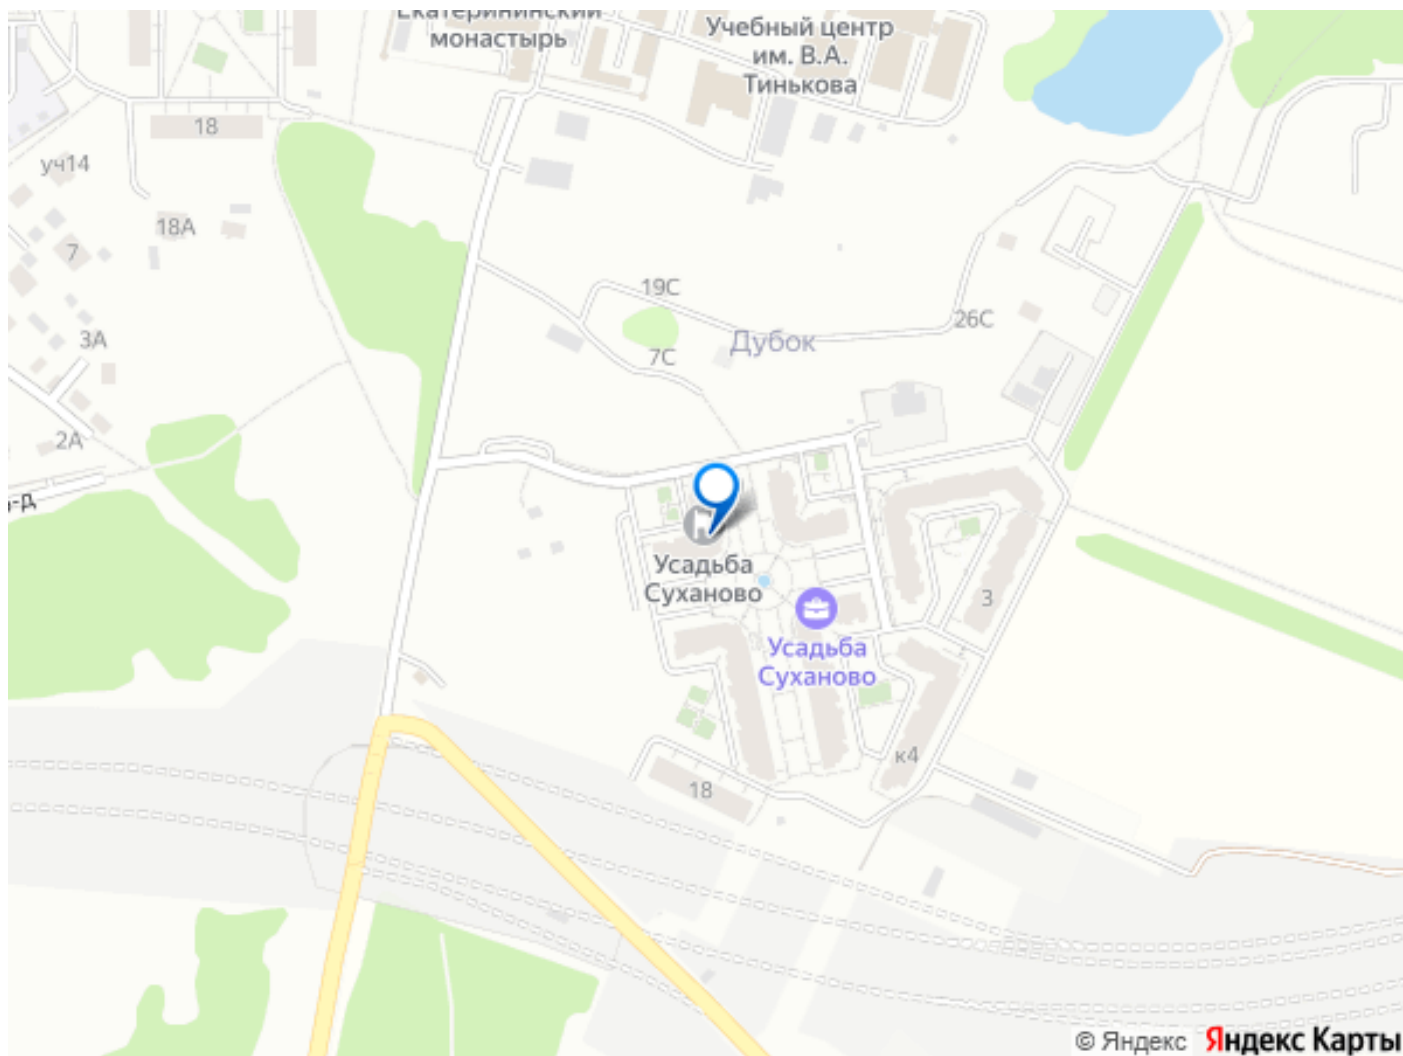 Екатерининский
монастырь
Учебный центр
им. В.А.
Тинькова
18
уч14
18А
7
19С
26С
3А
Дубок
7С
2А
р-д
Усадьба
Суханово
3
Усадьба
Суханово
к4
18
© Яндекс
Яндекс Карты